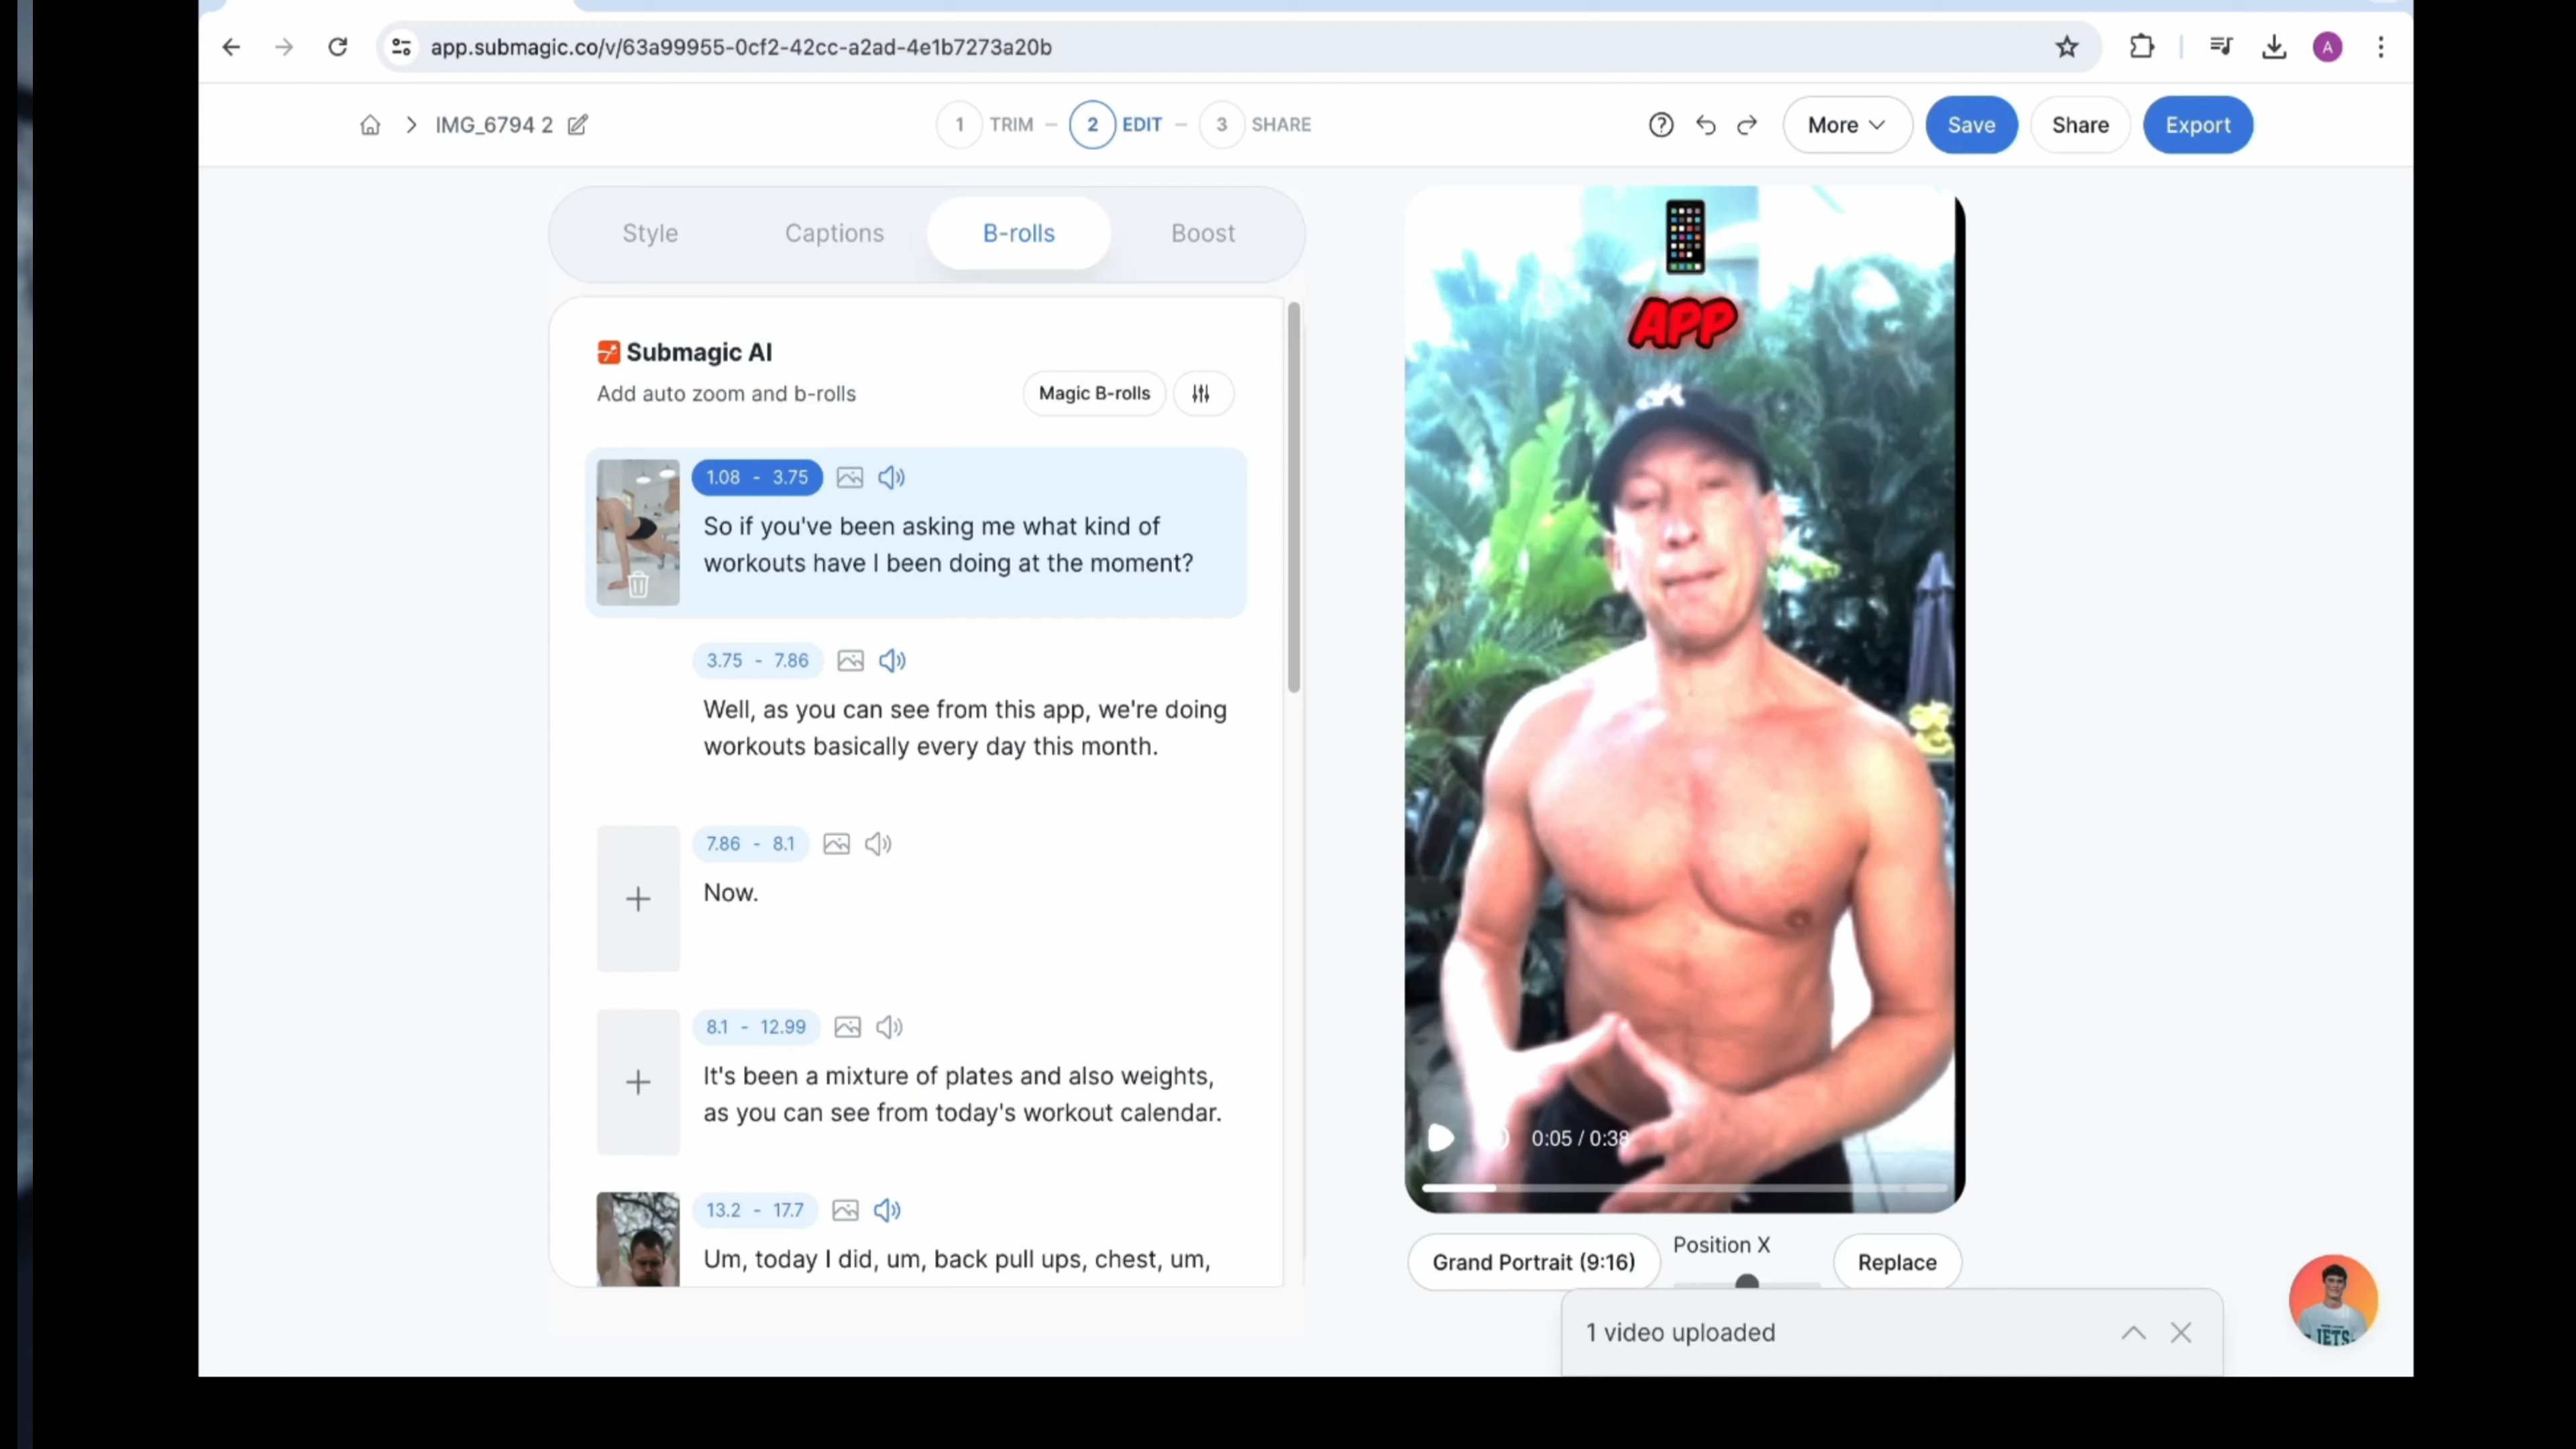 app.submagic.co/v/63a99955-0cf2-42cc-a2ad-4e1b7273a20b
A
IMG_6794 2
1 TRIM – 2 EDIT – 3 SHARE
More
Save
Share
Export
Style
Captions
B-rolls
Boost
Submagic AI
Add auto zoom and b-rolls
Magic B-rolls
1.08 - 3.75
So if you've been asking me what kind of
workouts have I been doing at the moment?
3.75 - 7.86
Well, as you can see from this app, we're doing
workouts basically every day this month.
7.86 - 8.1
Now.
8.1 - 12.99
It's been a mixture of plates and also weights,
as you can see from today's workout calendar.
13.2 - 17.7
Um, today I did, um, back pull ups, chest, um,
APP
0:05 / 0:38
Grand Portrait (9:16)
Position X
Replace
1 video uploaded
JETS